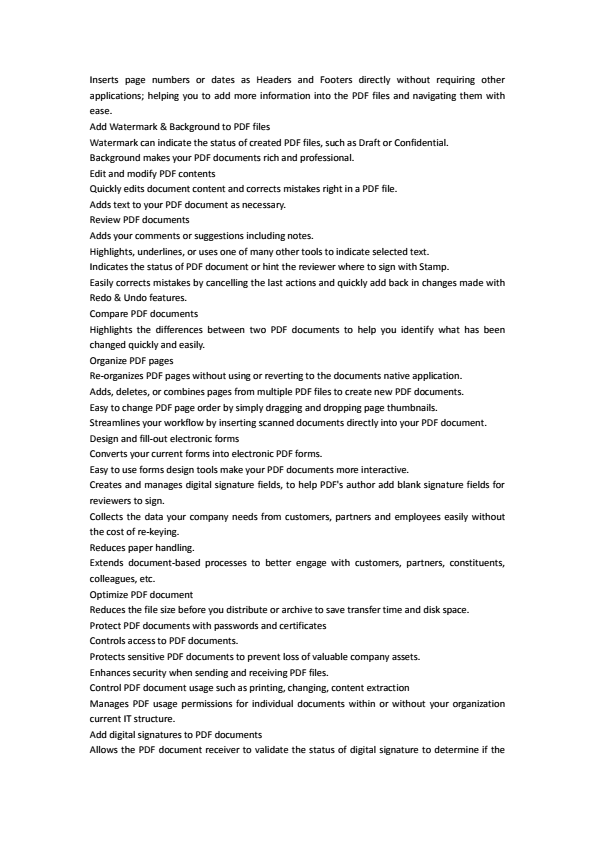 Inserts page numbers or dates as Headers and Footers directly without requiring other
applications; helping you to add more information into the PDF files and navigating them with
ease.
Add Watermark & Background to PDF files
Watermark can indicate the status of created PDF files, such as Draft or Confidential.
Background makes your PDF documents rich and professional.
Edit and modify PDF contents
Quickly edits document content and corrects mistakes right in a PDF file.
Adds text to your PDF document as necessary.
Review PDF documents
Adds your comments or suggestions including notes.
Highlights, underlines, or uses one of many other tools to indicate selected text.
Indicates the status of PDF document or hint the reviewer where to sign with Stamp.
Easily corrects mistakes by cancelling the last actions and quickly add back in changes made with
Redo & Undo features.
Compare PDF documents
Highlights the differences between two PDF documents to help you identify what has been
changed quickly and easily.
Organize PDF pages
Re-organizes PDF pages without using or reverting to the documents native application.
Adds, deletes, or combines pages from multiple PDF files to create new PDF documents.
Easy to change PDF page order by simply dragging and dropping page thumbnails.
Streamlines your workflow by inserting scanned documents directly into your PDF document.
Design and fill-out electronic forms
Converts your current forms into electronic PDF forms.
Easy to use forms design tools make your PDF documents more interactive.
Creates and manages digital signature fields, to help PDF's author add blank signature fields for
reviewers to sign.
Collects the data your company needs from customers, partners and employees easily without
the cost of re-keying.
Reduces paper handling.
Extends document-based processes to better engage with customers, partners, constituents,
colleagues, etc.
Optimize PDF document
Reduces the file size before you distribute or archive to save transfer time and disk space.
Protect PDF documents with passwords and certificates
Controls access to PDF documents.
Protects sensitive PDF documents to prevent loss of valuable company assets.
Enhances security when sending and receiving PDF files.
Control PDF document usage such as printing, changing, content extraction
Manages PDF usage permissions for individual documents within or without your organization
current IT structure.
Add digital signatures to PDF documents
Allows the PDF document receiver to validate the status of digital signature to determine if the